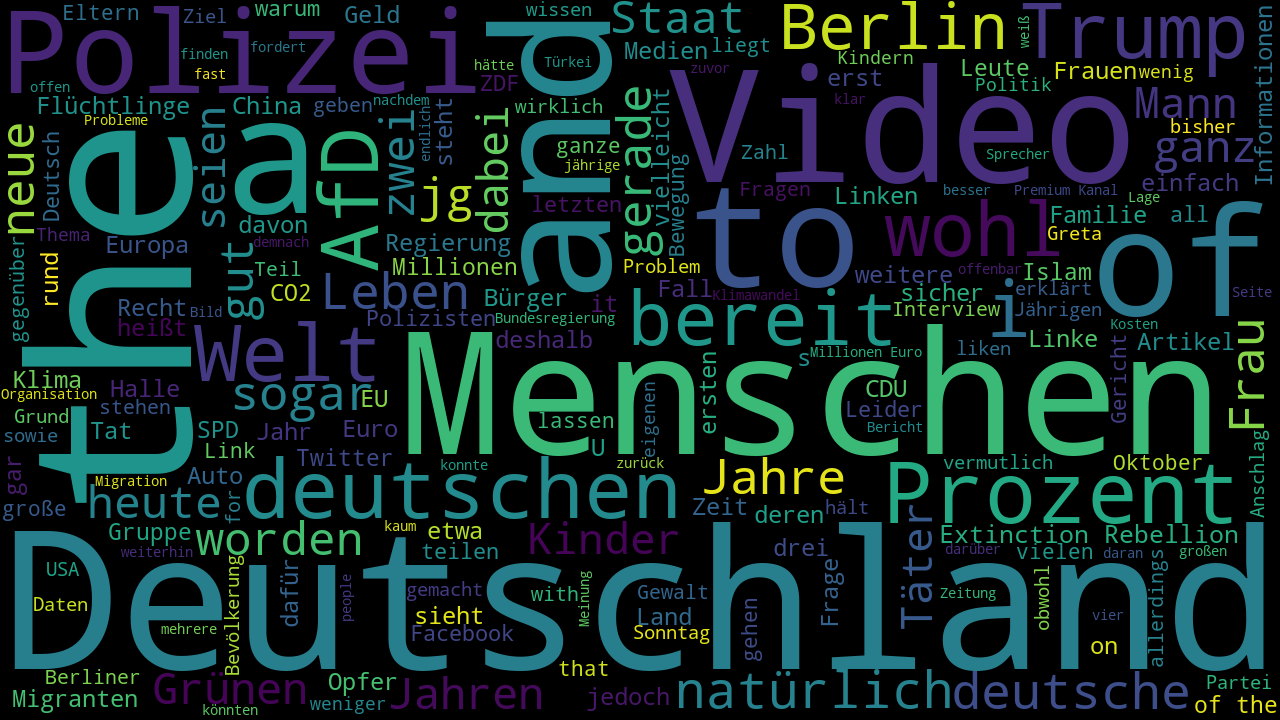 Eltern
Ziel
warum
Geld
wissen
Staat
Berlin
Trump
weiß
Informationen
Polizei
finden
fordert
fast
offen
hätte
ZDF
Türkei
and
Medien
liegt
zuvor
Kindern
erst
klar
Leute
Politik
Frauen
wenig
Video
Mann
bisher
ganz
Flüchtlinge
Probleme
China
geben
nachdem
endlich
steht
wirklich
dabei
ganze
jährige
gerade
vielleicht
Zahl
Sprecher
neue
Deutsch
the
seien
a
AfD
zwei
jg
letzten
Bewegung
Fragen
Linken
besser
Premium Kanal
einfach
Lage
davon
demnach
Thema
Europa
gegenüber
rund
gut
Teil
CO2
Regierung
Millionen
Problem
to
wohl
Familie
all
Greta
of
weitere
offenbar
Islam
erklärt
Seite
Recht
Bild
heißt
Leben
Polizisten
Bürger
it
Bundesregierung
deshalb
Fall
Klimawandel
sicher
Interview
i
Jährigen
Kosten
bereit
liken
Linke
Artikel
Gericht
Frau
Welt
s
Millionen Euro
Klima
Organisation
Halle
stehen
sogar
EU
Menschen
CDU
Leider
Bericht
Grund
sowie
Tat
SPD
Link
Jahr
Euro
lassen
U
eigenen
ersten
zurück
gar
Migration
große
Auto
Twitter
konnte
Jahre
vermutlich
Oktober
Anschlag
heute
for
deutschen
Zeit
deren
hält
Prozent
Gruppe
weiterhin
worden
kaum
etwa
teilen
Kinder
drei
Täter
Extinction Rebellion
darüber
vielen
daran
großen
USA
Daten
mehrere
Bevölkerung
dafür
people
gemacht
sieht
Facebook
with
Meinung
Gewalt
Land
Sonntag
gehen
Frage
Zeitung
obwohl
vier
on
allerdings
Deutschland
that
Berliner
Migranten
Grünen
könnten
Opfer
weniger
Jahren
jedoch
natürlich
deutsche
Partei
of the